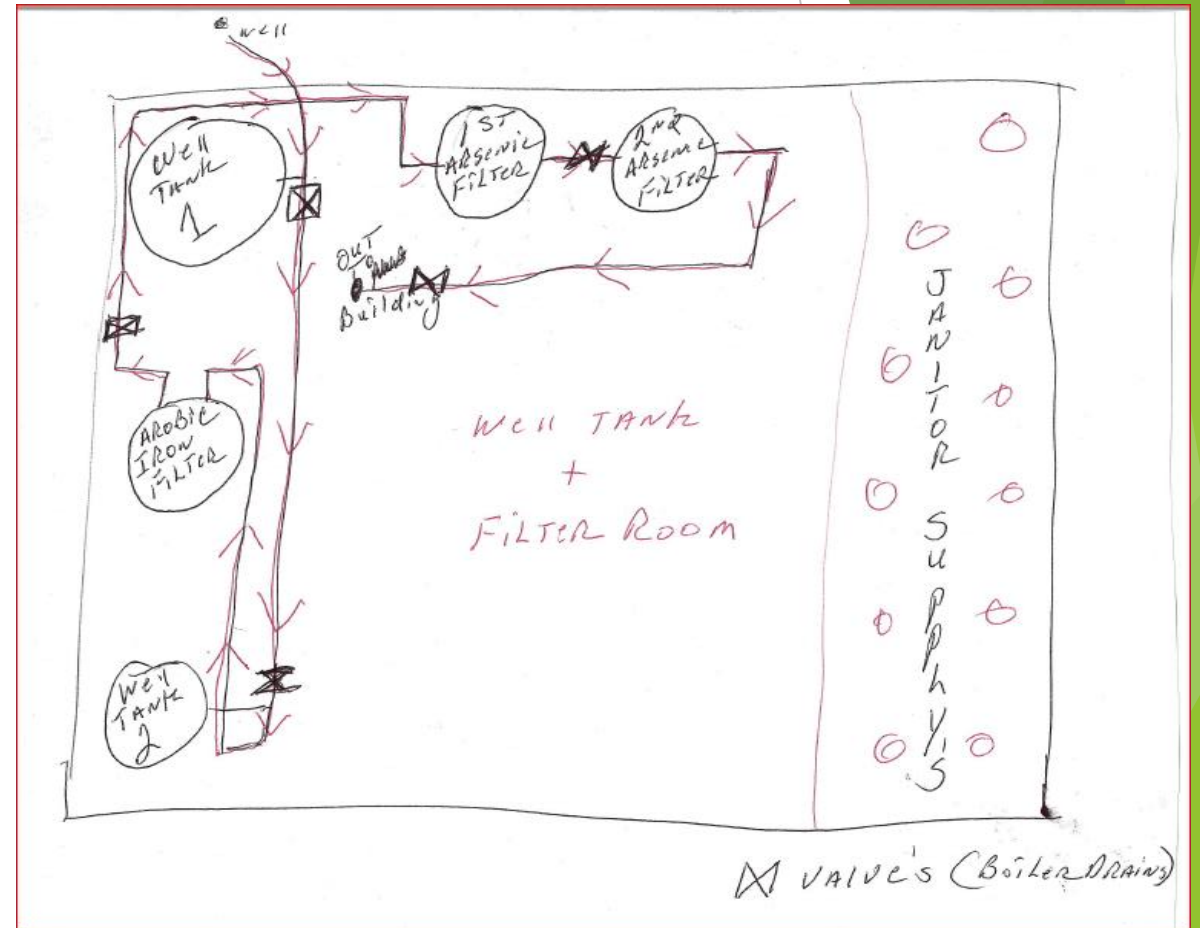 well
Well
TANK
1
1ST
ARSENIC
FILTER
2nd
ARSENIC
FILTER
OUT
Building
AROBIC
IRON
FILTER
Well TANK
+
FILTER ROOM
Well
TANK
2
JANITOR SUPPHY'S
VALVE'S (BOILER DRAINS)